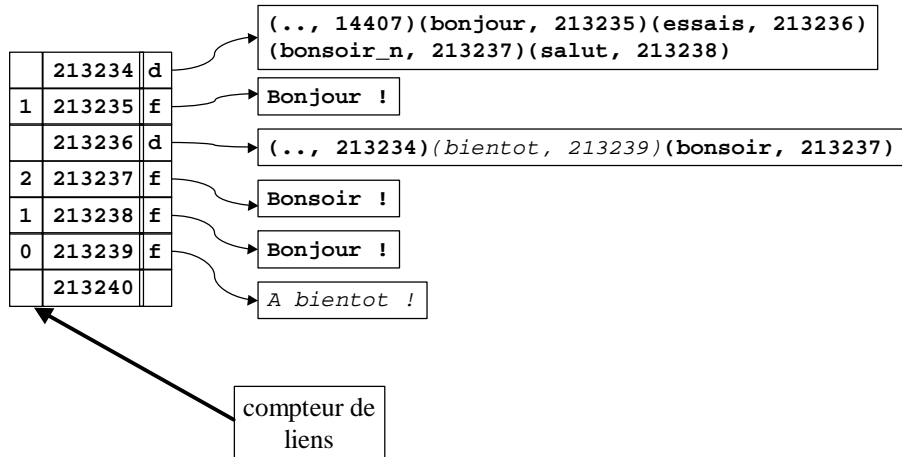 (.., 14407)(bonjour, 213235)(essais, 213236)
(bonsoir_n, 213237)(salut, 213238)
213234 d
1 213235 f
Bonjour !
213236 d
(.., 213234)(bientot, 213239)(bonsoir, 213237)
2 213237 f
Bonsoir !
1 213238 f
Bonjour !
0 213239 f
213240
A bientot !
compteur de
liens